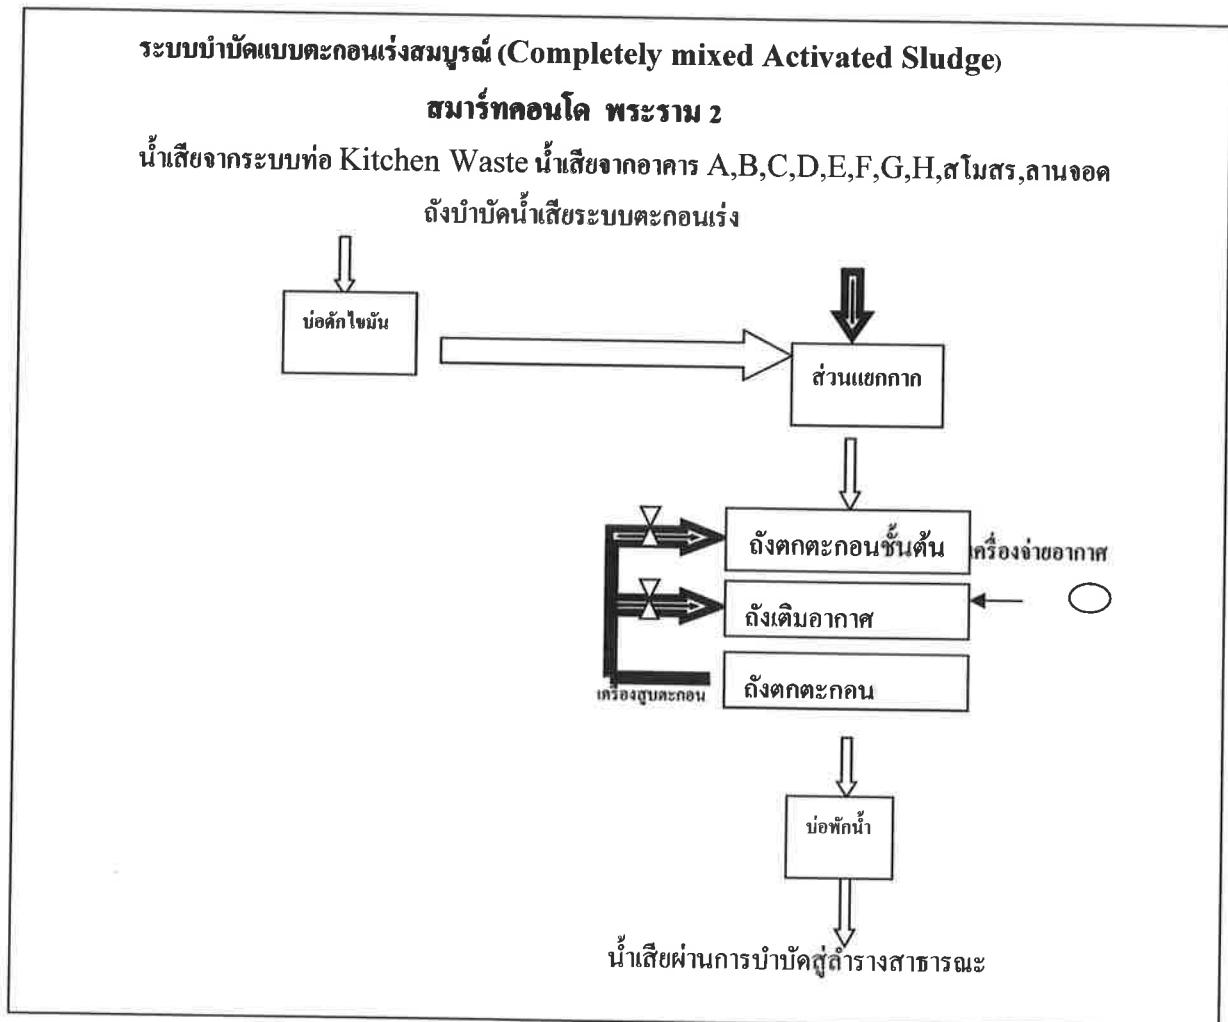 ระบบบำบัดแบบตะกอนเร่งสมบูรณ์ (Completely mixed Activated Sludge)
สมาร์ทคอนโด พระราม 2
น้ำเสียจากระบบท่อ Kitchen Waste น้ำเสียจากอาคาร A,B,C,D,E,F,G,H,สโมสร,ลานจอด
ถังบำบัดน้ำเสียระบบตะกอนเร่ง
บ่อดักไขมัน
ส่วนแยกกาก
ถังตกตะกอนชั้นต้น
เครื่องจ่ายอากาศ
ถังเติมอากาศ
ถังตกตะกอน
เครื่องสูบตะกอน
บ่อพักน้ำ
น้ำเสียผ่านการบำบัดสู่ลำรางสาธารณะ